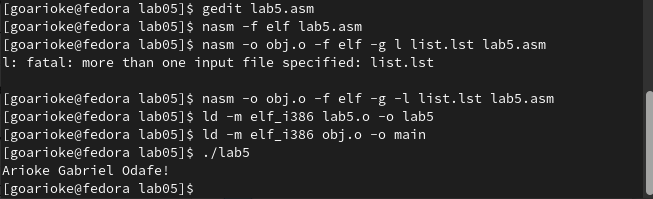 [goarioke@fedora lab05]$ gedit lab5.asm
[goarioke@fedora lab05]$ nasm -f elf lab5.asm
[goarioke@fedora lab05]$ nasm -o obj.o -f elf -g l list.lst lab5.asm
l: fatal: more than one input file specified: list.lst
[goarioke@fedora lab05]$ nasm -o obj.o -f elf -g -l list.lst lab5.asm
[goarioke@fedora lab05]$ ld -m elf_i386 lab5.o -o lab5
[goarioke@fedora lab05]$ ld -m elf_i386 obj.o -o main
[goarioke@fedora lab05]$ ./lab5
Arioke Gabriel Odafe!
[goarioke@fedora lab05]$